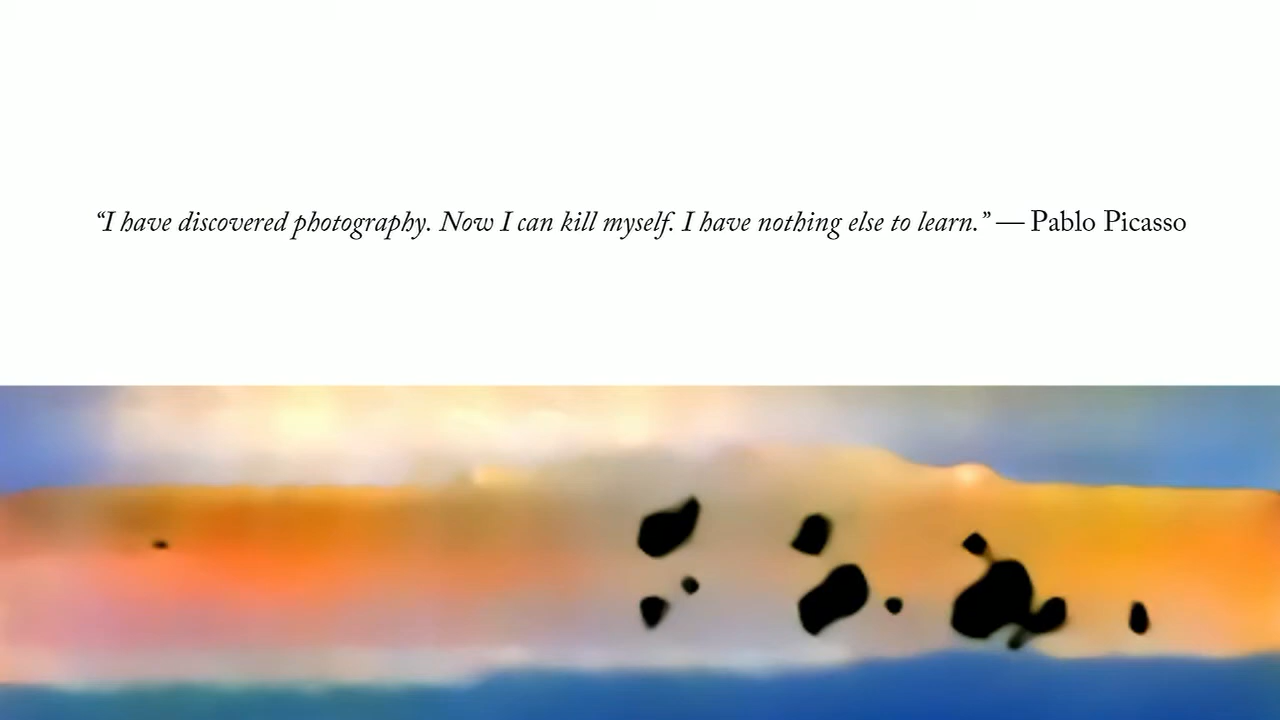 “I have discovered photography. Now I can kill myself. I have nothing else to learn.” — Pablo Picasso